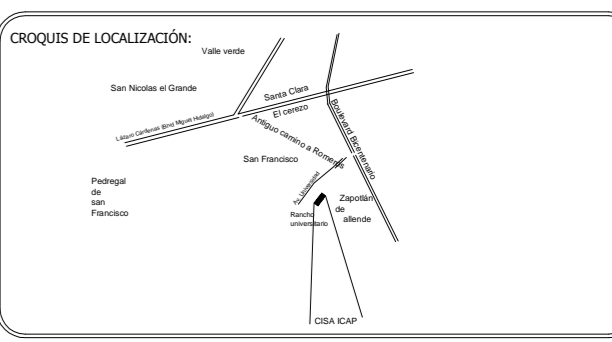 CROQUIS DE LOCALIZACIÓN:
Valle verde
San Nicolas el Grande
Santa Clara
El cerezo
Lázaro Cárdenas (Blvd Miguel Hidalgo)
Antiguo camino a Romeros
Boulevard Bicentenario
San Francisco
Av. Universidad
Pedregal
de
san
Francisco
Zapotlán
de
allende
Rancho
universitario
CISA ICAP